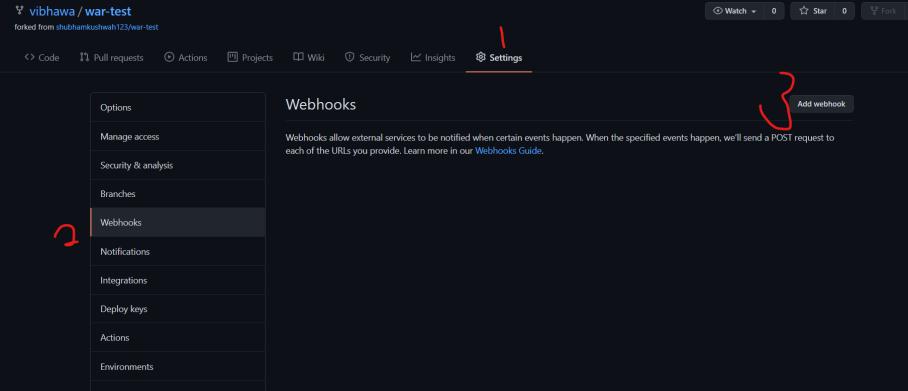 vibhawa / war-test
forked from shubhamkushwah123/war-test
Watch 0 Star 0 Fork
1
Code Pull requests Actions Projects Wiki Security Insights Settings
Options
Manage access
Security & analysis
Branches
Webhooks
Notifications
Integrations
Deploy keys
Actions
Environments
2
Webhooks
3
Add webhook
Webhooks allow external services to be notified when certain events happen. When the specified events happen, we'll send a POST request to
each of the URLs you provide. Learn more in our Webhooks Guide.